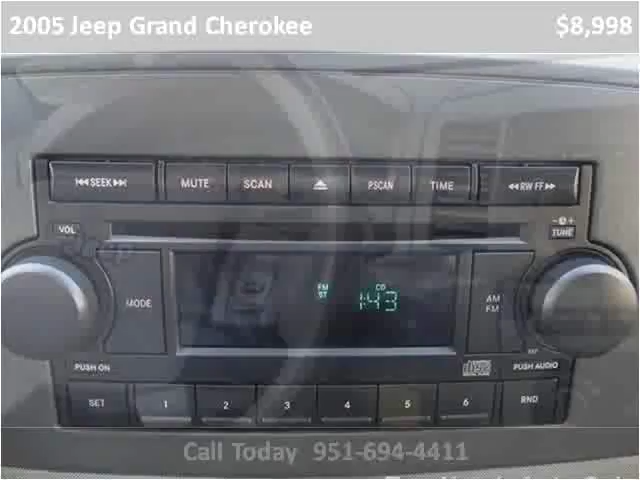 2005 Jeep Grand Cherokee $8,998
SEEK MUTE SCAN P.SCAN TIME RW FF
VOL TUNE
Jeep
FM CD
ST 1:43
MODE AM
FM
PUSH ON PUSH AUDIO
SET 1 2 3 4 5 6 RND
Call Today 951-694-4411